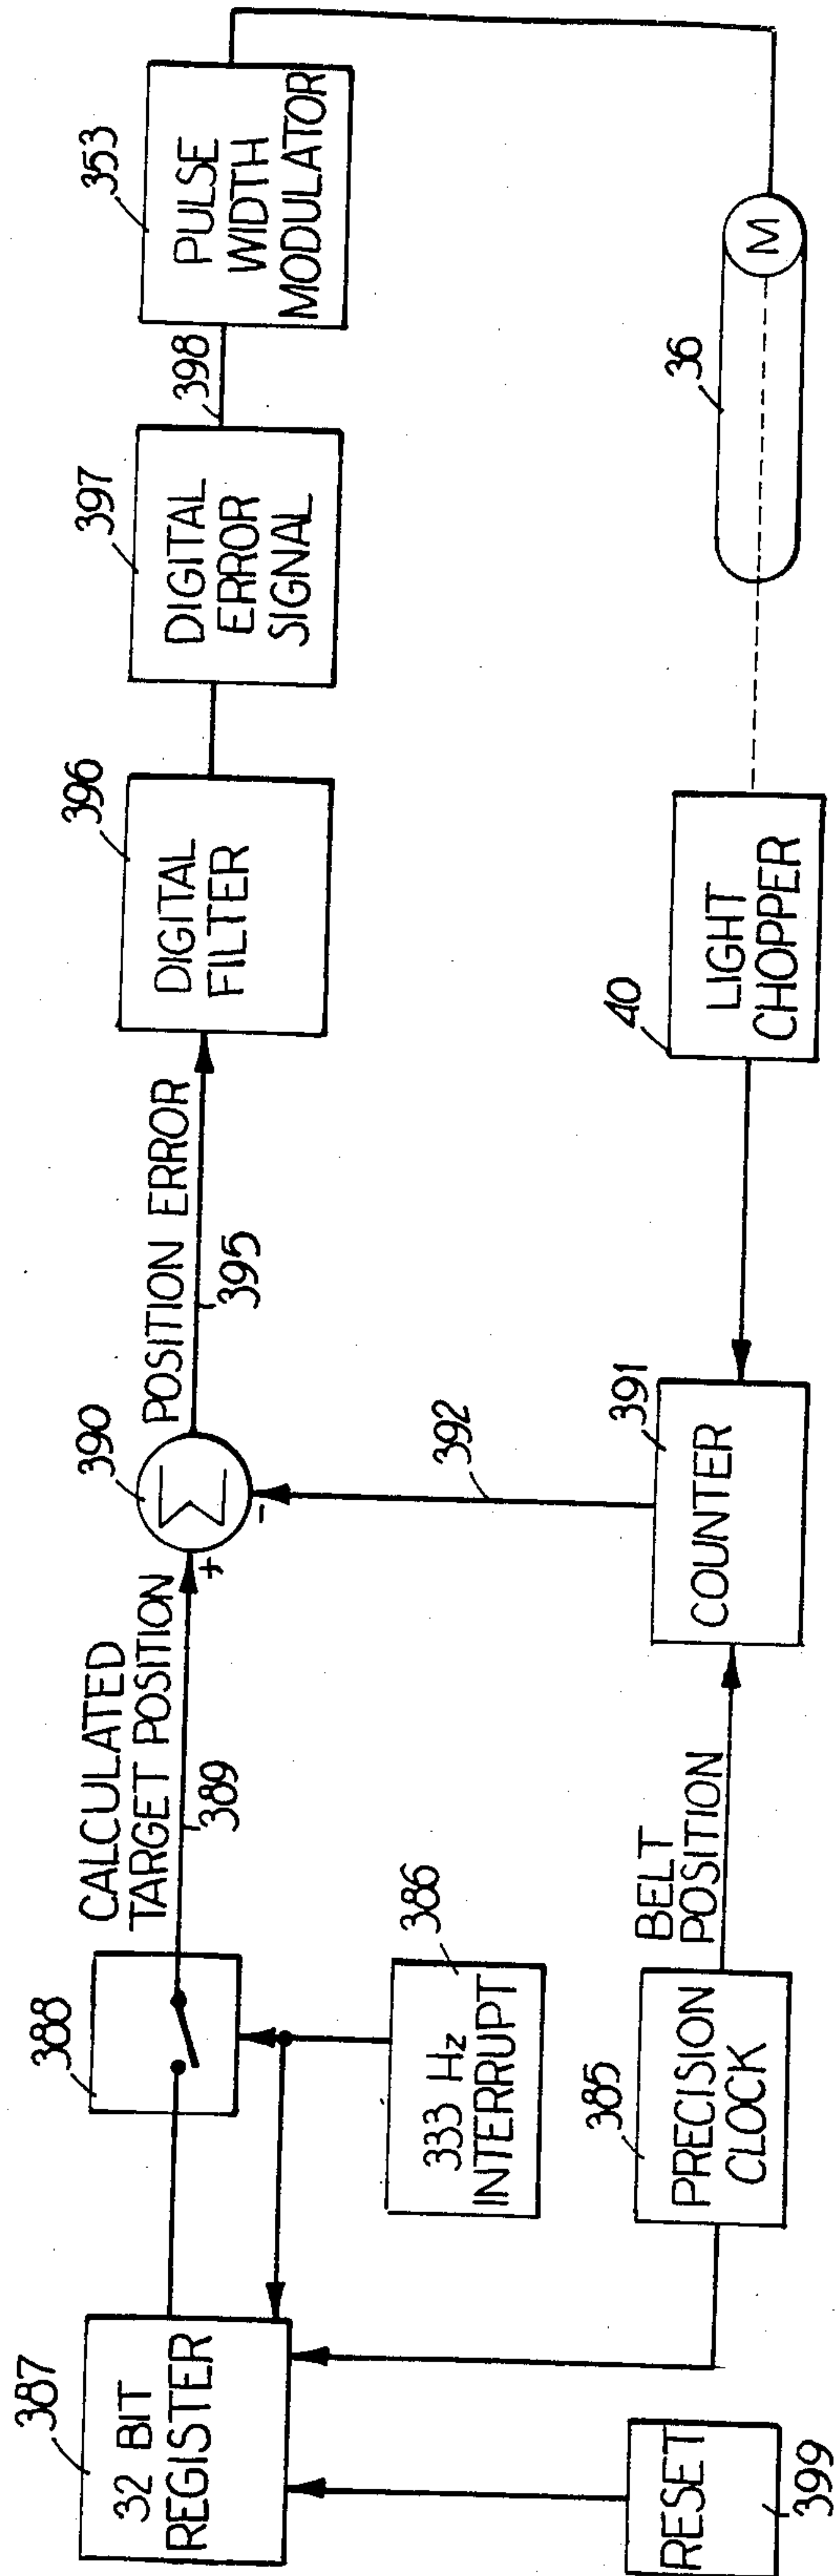 387
32 BIT
REGISTER
388
CALCULATED
TARGET POSITION
389
390
Σ
+
-
POSITION ERROR
395
396
DIGITAL
FILTER
397
DIGITAL
ERROR
SIGNAL
398
353
PULSE
WIDTH
MODULATOR
386
333 Hz
INTERRUPT
392
RESET
399
385
PRECISION
CLOCK
BELT
POSITION
391
COUNTER
40
LIGHT
CHOPPER
36
M